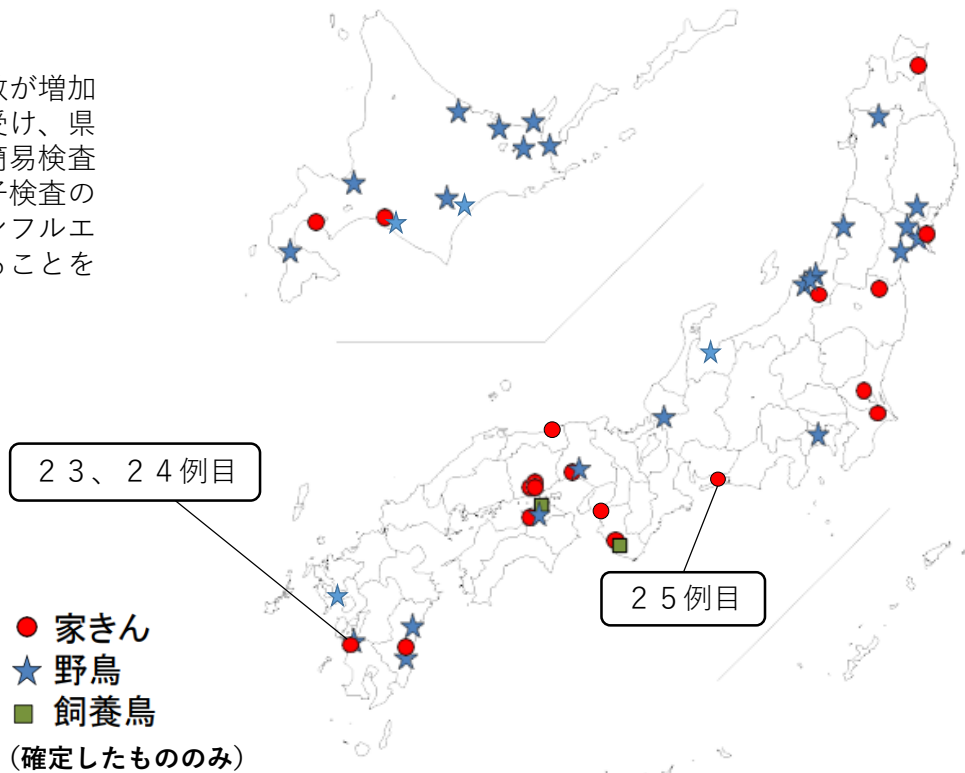 数が増加
受け、県
簡易検査
子検査の
ンフルエ
ることを
２３、２４例目
２５例目
家きん
野鳥
飼養鳥
（確定したもののみ）